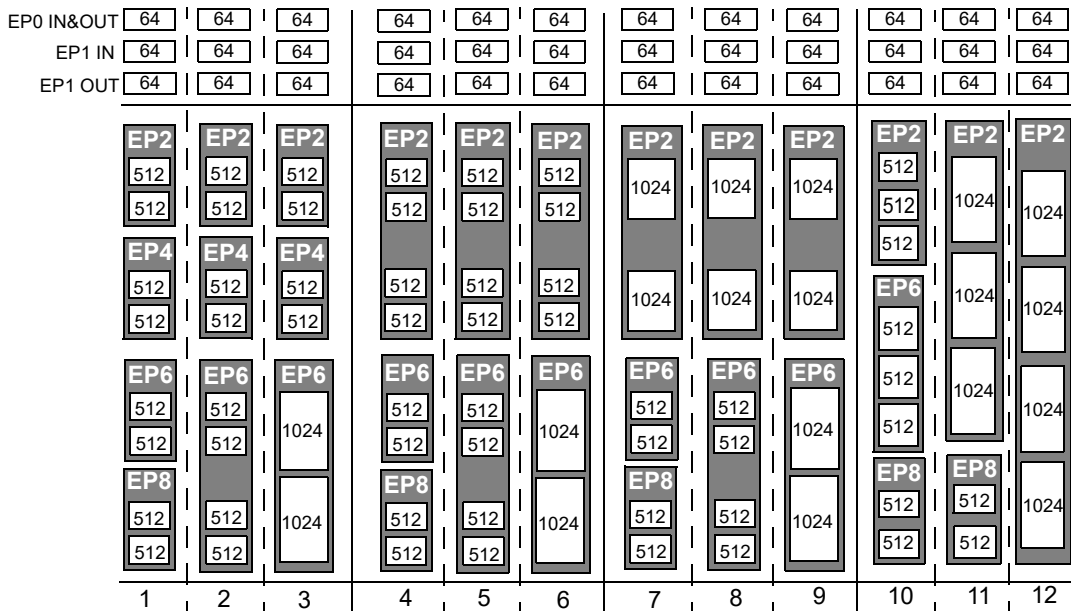 EP0 IN&OUT 64 64 64 64 64 64 64 64 64 64 64 64
EP1 IN 64 64 64 64 64 64 64 64 64 64 64 64
EP1 OUT 64 64 64 64 64 64 64 64 64 64 64 64
EP2 EP2 EP2 EP2 EP2 EP2 EP2 EP2 EP2 EP2 EP2 EP2
512 512 512 512 512 512 1024 1024 1024 512 1024 1024
512 512 512 512 512 512 512
512
EP4 EP4 EP4
512 512 512 512 512 512 1024 1024 1024 EP6 1024 1024
512 512 512 512 512 512 512
EP6 EP6 EP6 EP6 EP6 EP6 EP6 EP6 EP6 512 1024
512 512 1024 512 512 1024 512 512 1024 512 1024
512 512 512 512 512 512
EP8 EP8 EP8 EP8 EP8
512 512 1024 512 512 1024 512 512 1024 512 512 1024
512 512 512 512 512 512 512 512
1 2 3 4 5 6 7 8 9 10 11 12